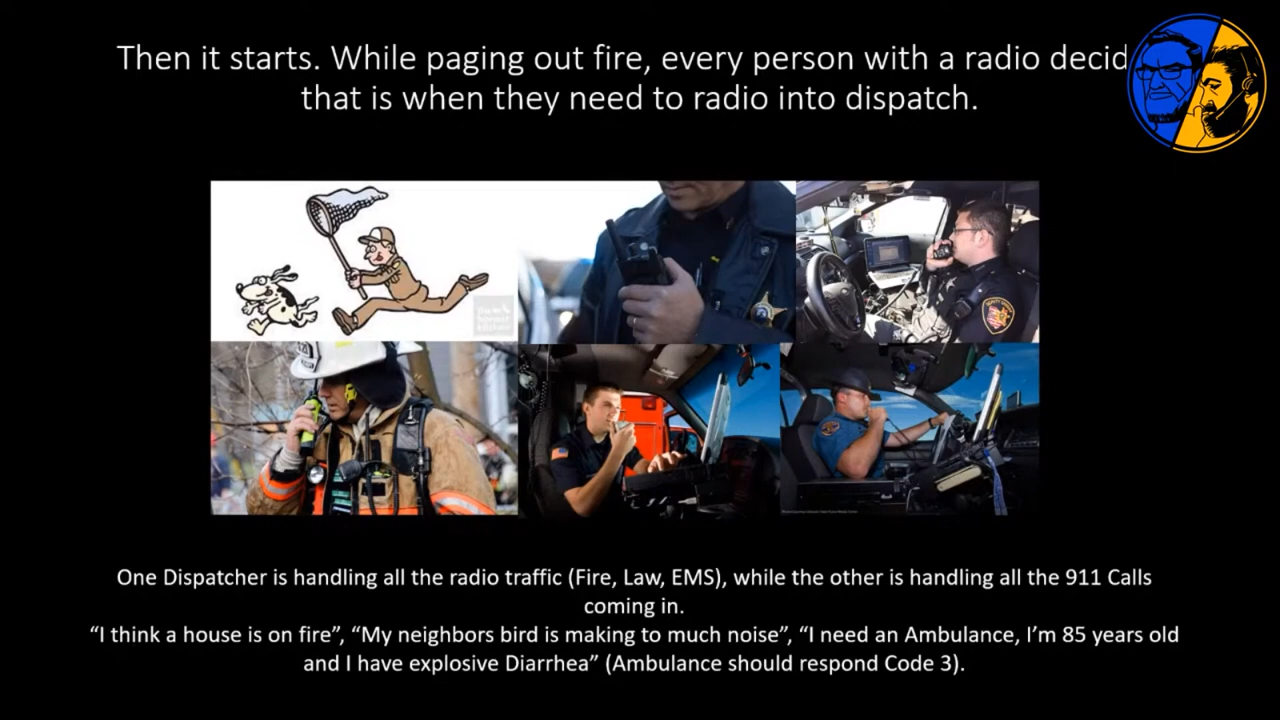 Then it starts. While paging out fire, every person with a radio decid
that is when they need to radio into dispatch.
One Dispatcher is handling all the radio traffic (Fire, Law, EMS), while the other is handling all the 911 Calls
coming in.
“I think a house is on fire”, “My neighbors bird is making to much noise”, “I need an Ambulance, I’m 85 years old
and I have explosive Diarrhea” (Ambulance should respond Code 3).